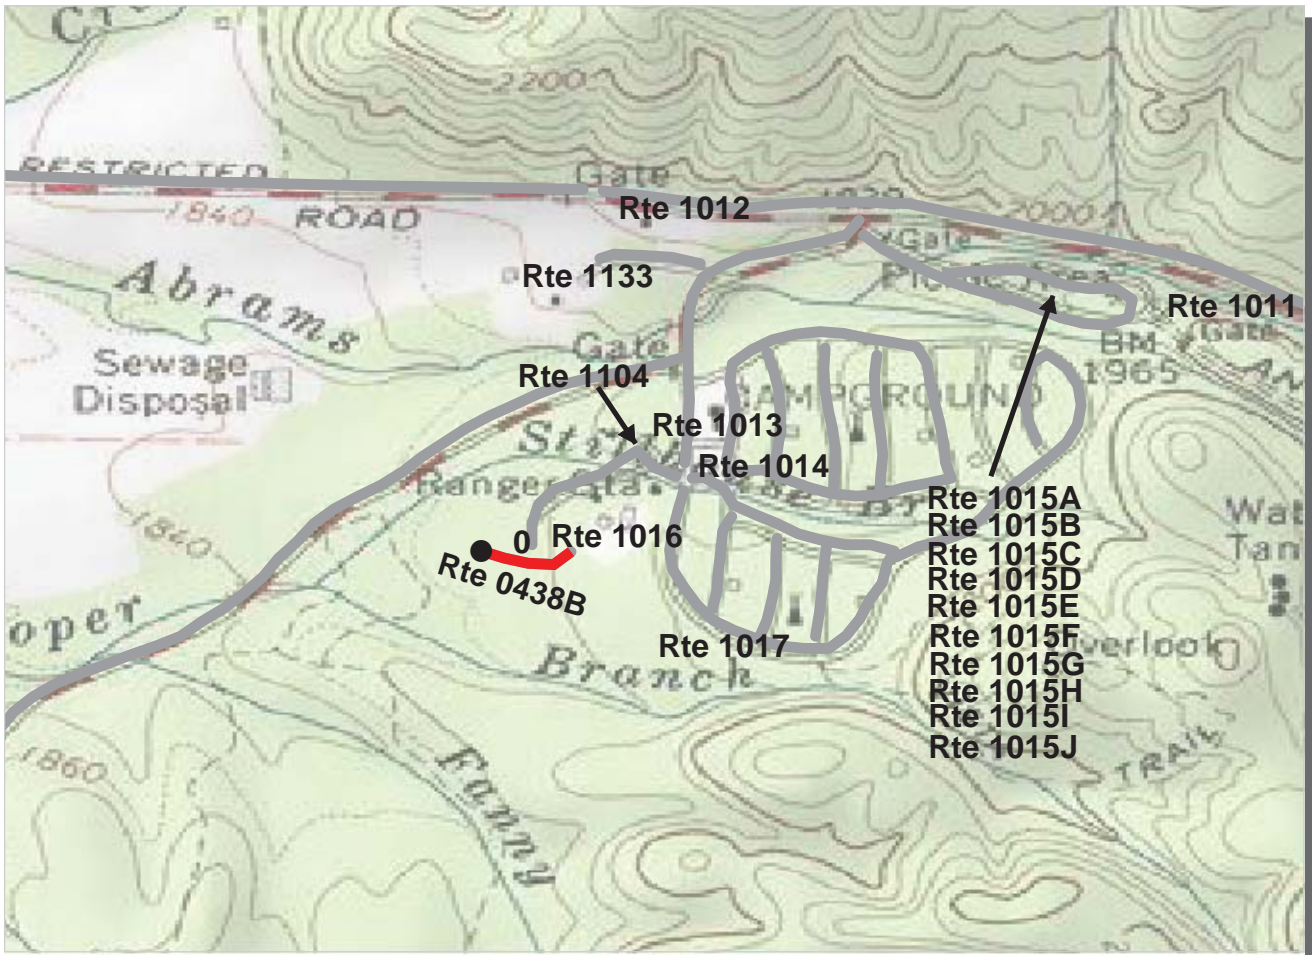 2200
RESTRICTED
Gate
1840
ROAD
Rte 1012
2000
Gate
Rte 1133
Abrams
Rte 1011
Gate
Gate
BM
1965
Sewage
Disposal
Rte 1104
CAMPGROUND
Rte 1013
Rte 1014
Ranger Sta
1840
0
Rte 1016
Rte 0438B
Rte 1015A
Rte 1015B
Rte 1015C
Rte 1015D
Rte 1015E
Rte 1015F
Rte 1015G
Rte 1015H
Rte 1015I
Rte 1015J
Wat
Tan
oper
Rte 1017
Branch
verlook
1860
Fanny
TRAIL